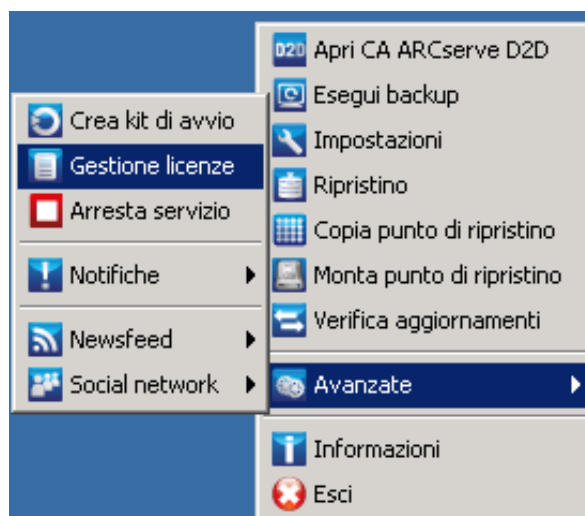 D2D Apri CA ARCserve D2D
Esegui backup
Impostazioni
Ripristino
Copia punto di ripristino
Monta punto di ripristino
Verifica aggiornamenti
Avanzate
Informazioni
Esci
Crea kit di avvio
Gestione licenze
Arresta servizio
Notifiche
Newsfeed
Social network